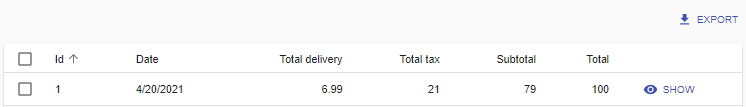 EXPORT
Id Date Total delivery Total tax Subtotal Total
1 4/20/2021 6.99 21 79 100 SHOW